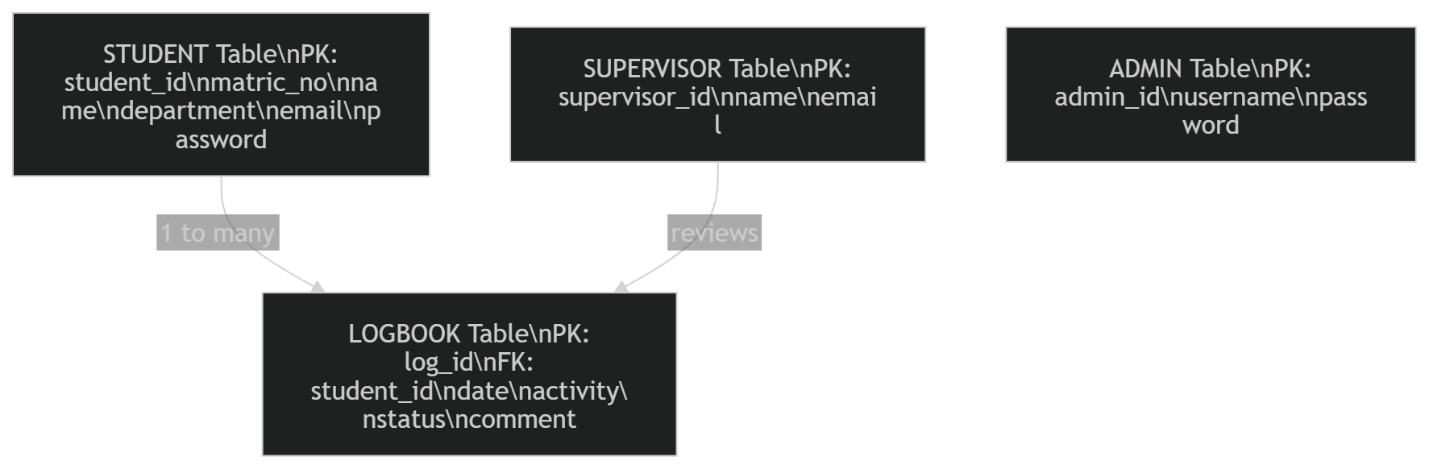 STUDENT Table\nPK:
student_id\nmatric_no\nna
me\ndepartment\nemail\np
assword
SUPERVISOR Table\nPK:
supervisor_id\nname\nemai
l
ADMIN Table\nPK:
admin_id\nusername\npass
word
1 to many
reviews
LOGBOOK Table\nPK:
log_id\nFK:
student_id\ndate\nactivity\
nstatus\ncomment